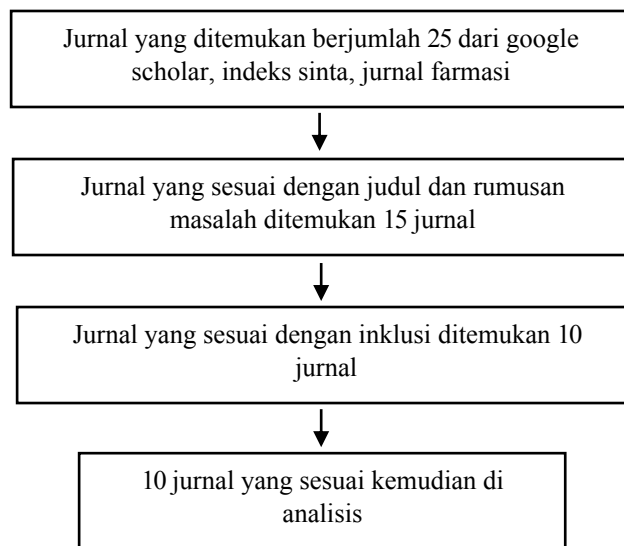 Jurnal yang ditemukan berjumlah 25 dari google
scholar, indeks sinta, jurnal farmasi
Jurnal yang sesuai dengan judul dan rumusan
masalah ditemukan 15 jurnal
Jurnal yang sesuai dengan inklusi ditemukan 10
jurnal
10 jurnal yang sesuai kemudian di
analisis